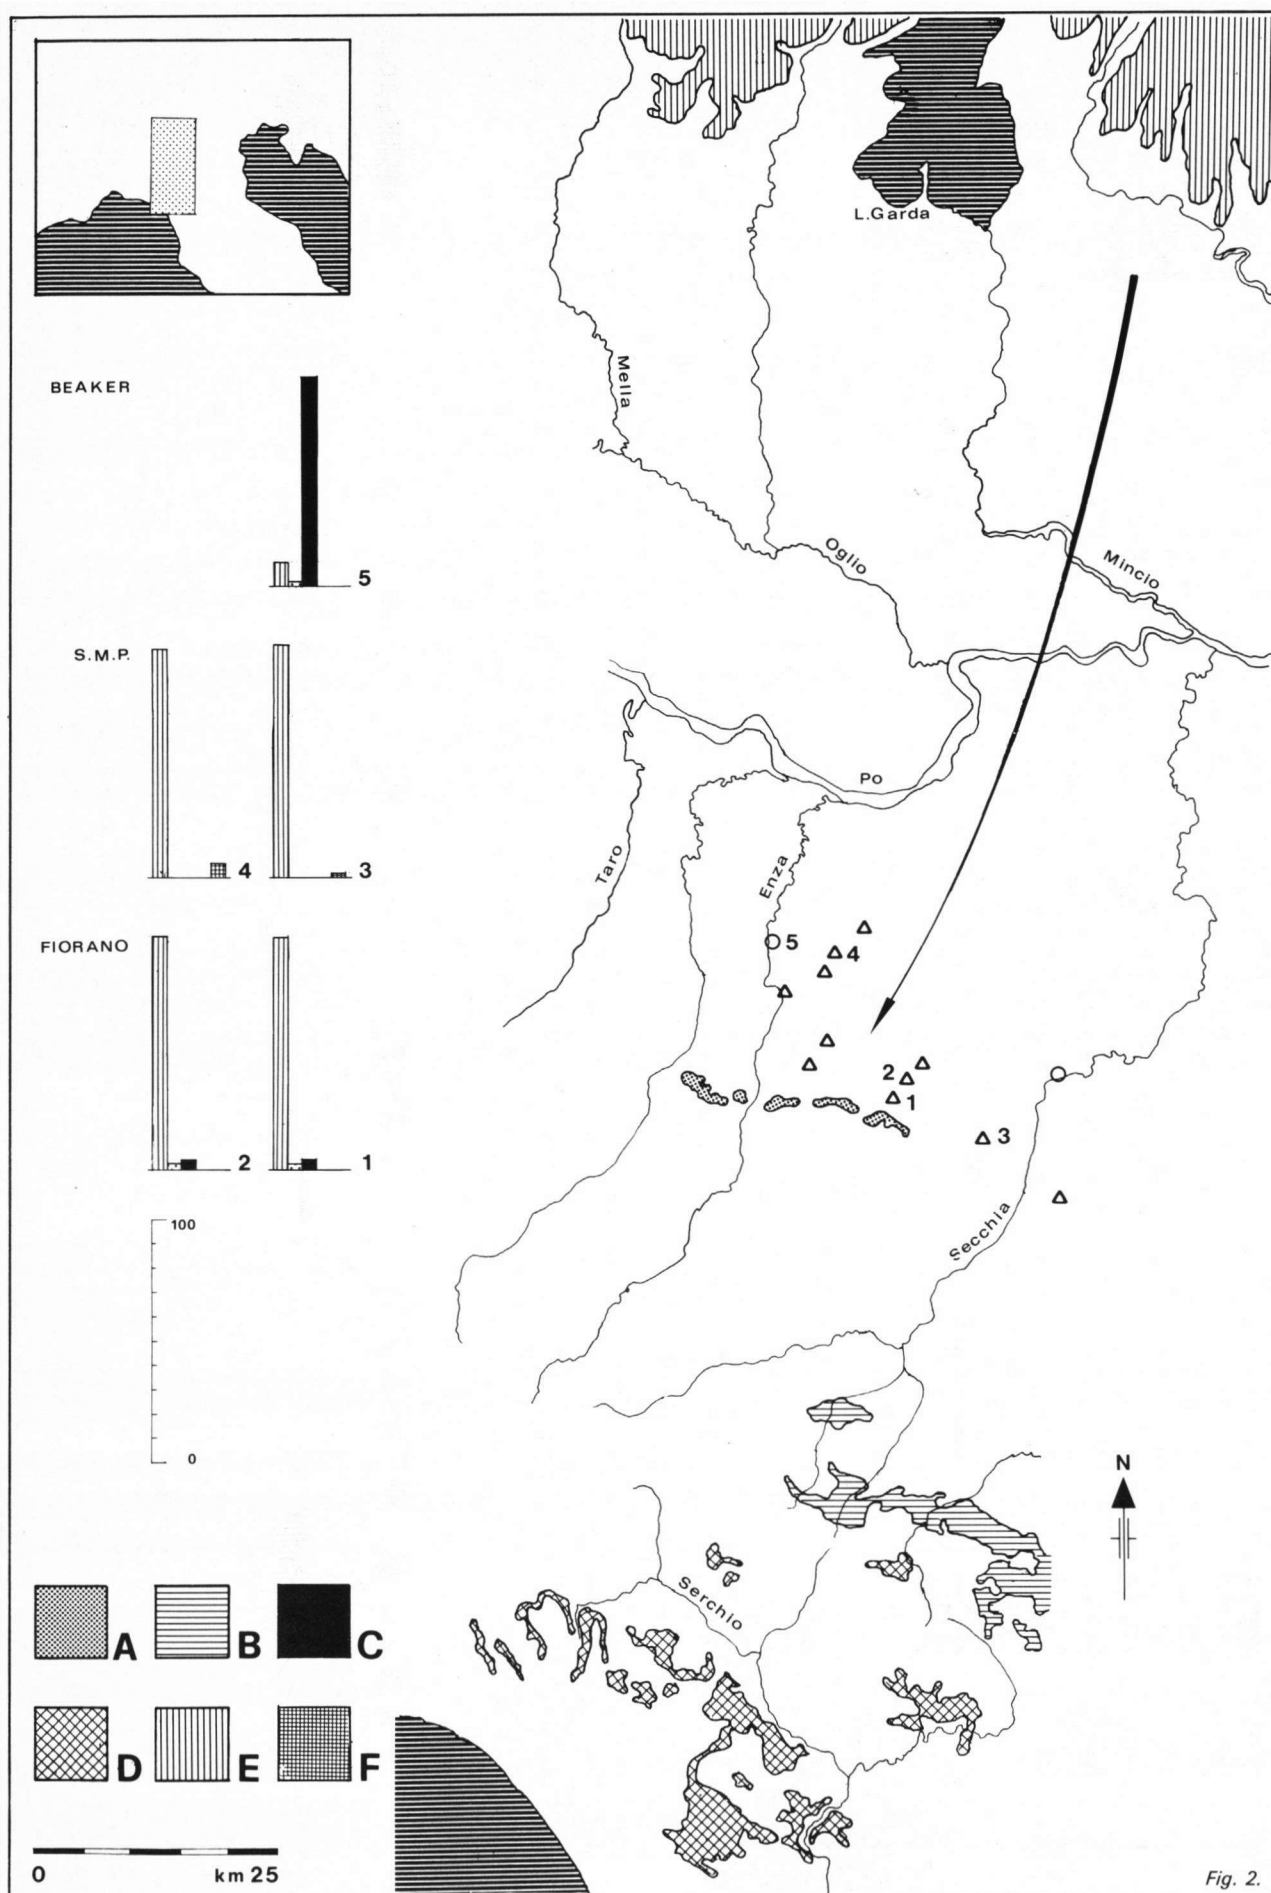 L.Garda
BEAKER
Mella
5
Oglio
Mincio
S.M.P.
4 3
Po
Taro
Enza
FIORANO
5
4
2 1
2
1
3
Secchia
100
0
N
Serchio
A B C
D E F
0 km 25
Fig. 2.